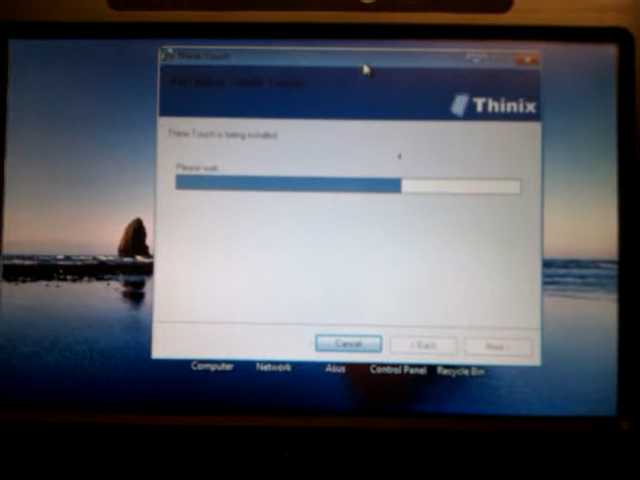 Thinix Touch
Thinix
Thinix Touch is being installed
Please wait...
Cancel
< Back
Next
Computer
Network
Asus
Control Panel
Recycle Bin